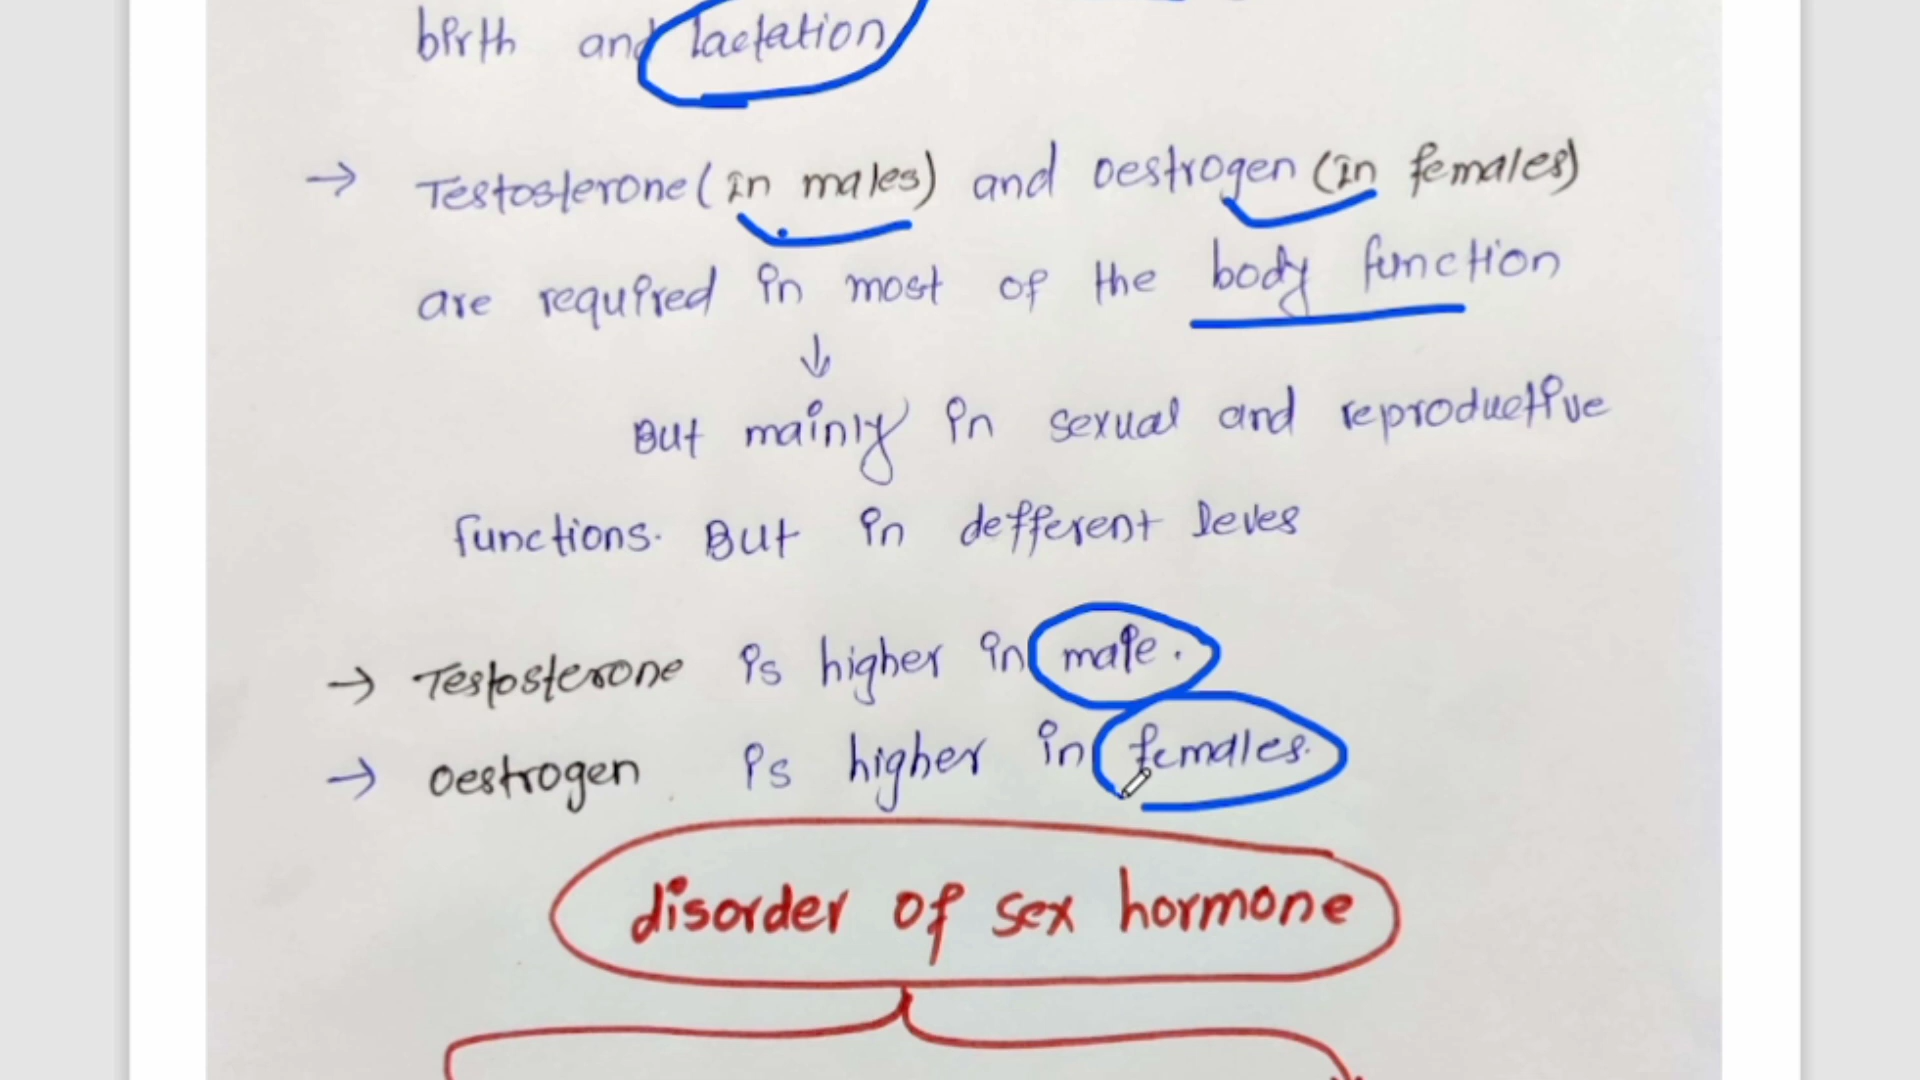 birth and lactation
→ Testosterone (in males) and oestrogen (in females)
are required in most of the body function
↓
But mainly in sexual and reproductive
functions. But in defferent leves
→ Testosterone is higher in male.
→ oestrogen is higher in females.
disorder of sex hormone